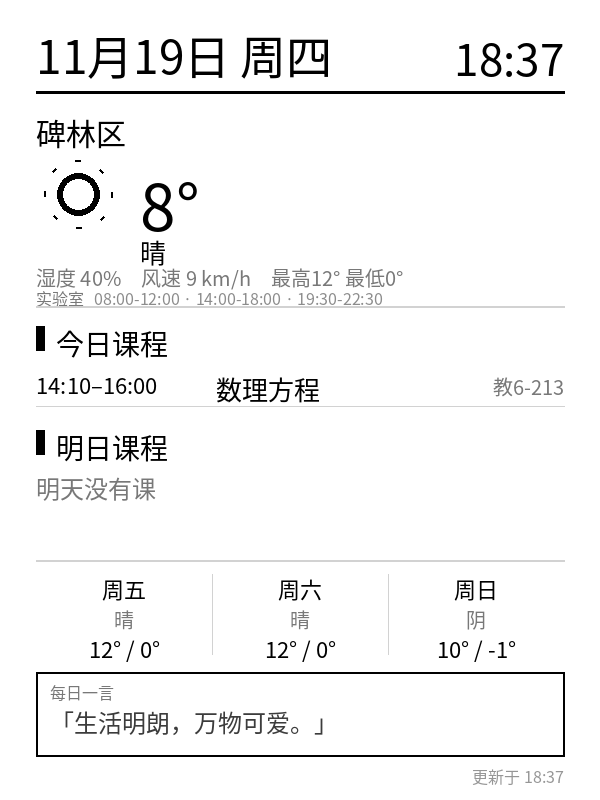 11月19日 周四 18:37
碑林区
8°
晴
湿度 40% 风速 9 km/h 最高12° 最低0°
实验室 08:00-12:00 · 14:00-18:00 · 19:30-22:30
今日课程
14:10–16:00 数理方程 教6-213
明日课程
明天没有课
周五 周六 周日
晴 晴 阴
12° / 0° 12° / 0° 10° / -1°
每日一言
「生活明朗，万物可爱。」
更新于 18:37